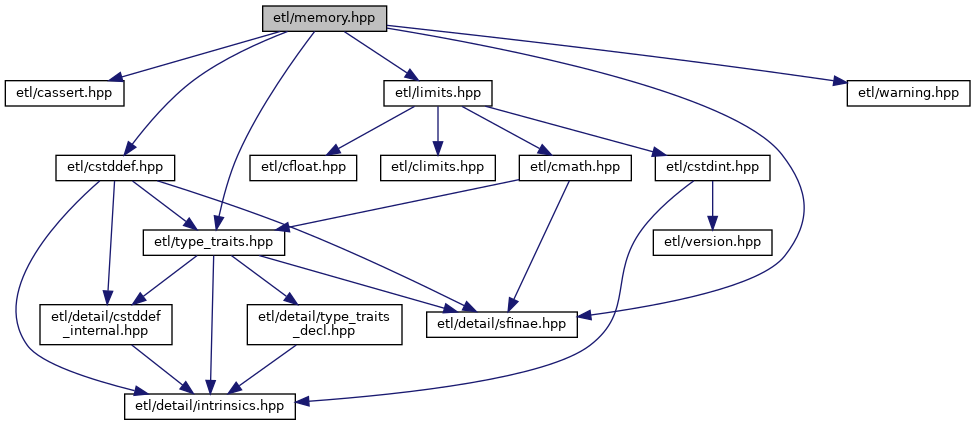 etl/memory.hpp
etl/cassert.hpp
etl/limits.hpp
etl/warning.hpp
etl/cstddef.hpp
etl/cfloat.hpp
etl/climits.hpp
etl/cmath.hpp
etl/cstdint.hpp
etl/type_traits.hpp
etl/version.hpp
etl/detail/cstddef
_internal.hpp
etl/detail/type_traits
_decl.hpp
etl/detail/sfinae.hpp
etl/detail/intrinsics.hpp